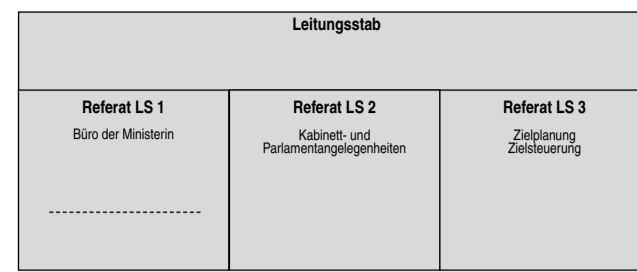 Leitungsstab
Referat LS 1
Büro der Ministerin
Referat LS 2
Kabinett- und
Parlamentangelegenheiten
Referat LS 3
Zielplanung
Zielsteuerung